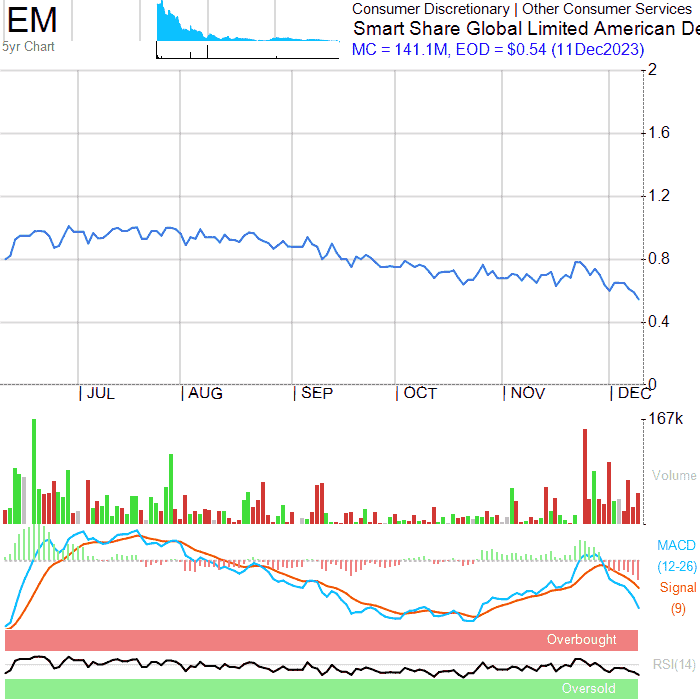 EM
5yr Chart
Consumer Discretionary | Other Consumer Services
Smart Share Global Limited American De
MC = 141.1M, EOD = $0.54 (11Dec2023)
2
1.6
1.2
0.8
0.4
0
JUL AUG SEP OCT NOV DEC
167k
Volume
MACD
(12-26)
Signal
(9)
Overbought
RSI(14)
Oversold